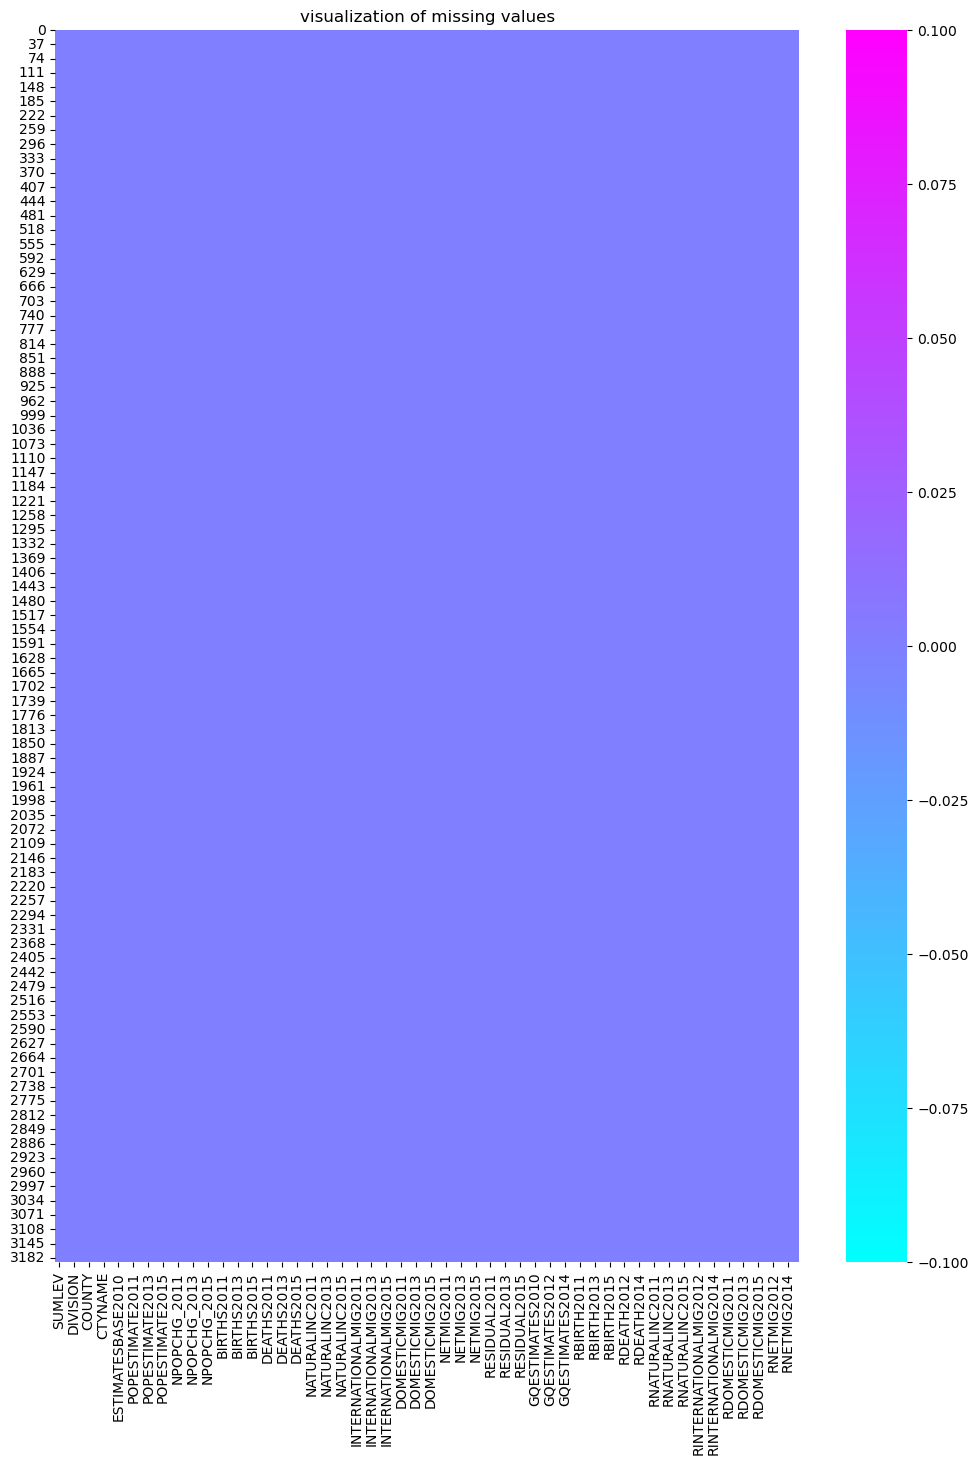 visualization of missing values
0
37
74
111
148
185
222
259
296
333
370
407
444
481
518
555
592
629
666
703
740
777
814
851
888
925
962
999
1036
1073
1110
1147
1184
1221
1258
1295
1332
1369
1406
1443
1480
1517
1554
1591
1628
1665
1702
1739
1776
1813
1850
1887
1924
1961
1998
2035
2072
2109
2146
2183
2220
2257
2294
2331
2368
2405
2442
2479
2516
2553
2590
2627
2664
2701
2738
2775
2812
2849
2886
2923
2960
2997
3034
3071
3108
3145
3182
SUMLEV
DIVISION
COUNTY
CTYNAME
ESTIMATESBASE2010
POPESTIMATE2011
POPESTIMATE2013
POPESTIMATE2015
NPOPCHG_2011
NPOPCHG_2013
NPOPCHG_2015
BIRTHS2011
BIRTHS2013
BIRTHS2015
DEATHS2011
DEATHS2013
DEATHS2015
NATURALINC2011
NATURALINC2013
NATURALINC2015
INTERNATIONALMIG2011
INTERNATIONALMIG2013
INTERNATIONALMIG2015
DOMESTICMIG2011
DOMESTICMIG2013
DOMESTICMIG2015
NETMIG2011
NETMIG2013
NETMIG2015
RESIDUAL2011
RESIDUAL2013
RESIDUAL2015
GQESTIMATES2010
GQESTIMATES2012
GQESTIMATES2014
RBIRTH2011
RBIRTH2013
RBIRTH2015
RDEATH2012
RDEATH2014
RNATURALINC2011
RNATURALINC2013
RNATURALINC2015
RINTERNATIONALMIG2012
RINTERNATIONALMIG2014
RDOMESTICMIG2011
RDOMESTICMIG2013
RDOMESTICMIG2015
RNETMIG2012
RNETMIG2014
0.100
0.075
0.050
0.025
0.000
−0.025
−0.050
−0.075
−0.100